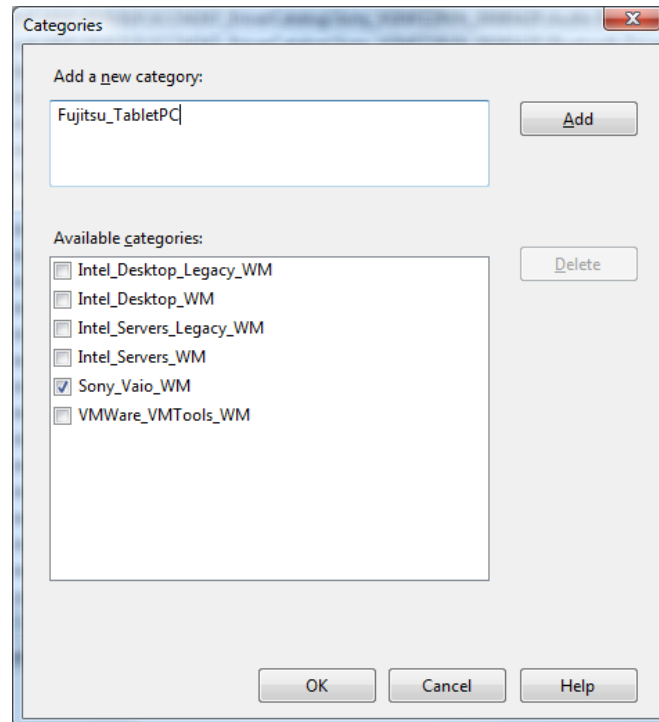 Categories
Add a new category:
Fujitsu_TabletPC
Add
Available categories:
Delete
Intel_Desktop_Legacy_WM
Intel_Desktop_WM
Intel_Servers_Legacy_WM
Intel_Servers_WM
Sony_Vaio_WM
VMWare_VMTools_WM
OK Cancel Help